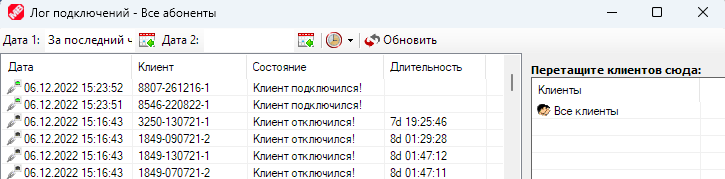 Лог подключений - Все абоненты
Дата 1: За последний ч Дата 2: Обновить
Дата Клиент Состояние Длительность
06.12.2022 15:23:52 8807-261216-1 Клиент подключился!
06.12.2022 15:23:51 8546-220822-1 Клиент подключился!
06.12.2022 15:16:43 3250-130721-1 Клиент отключился! 7d 19:25:46
06.12.2022 15:16:43 1849-090721-2 Клиент отключился! 8d 01:29:28
06.12.2022 15:16:43 1849-130721-1 Клиент отключился! 8d 01:47:12
06.12.2022 15:16:43 1849-070721-2 Клиент отключился! 8d 01:47:11
Перетащите клиентов сюда:
Клиенты
Все клиенты